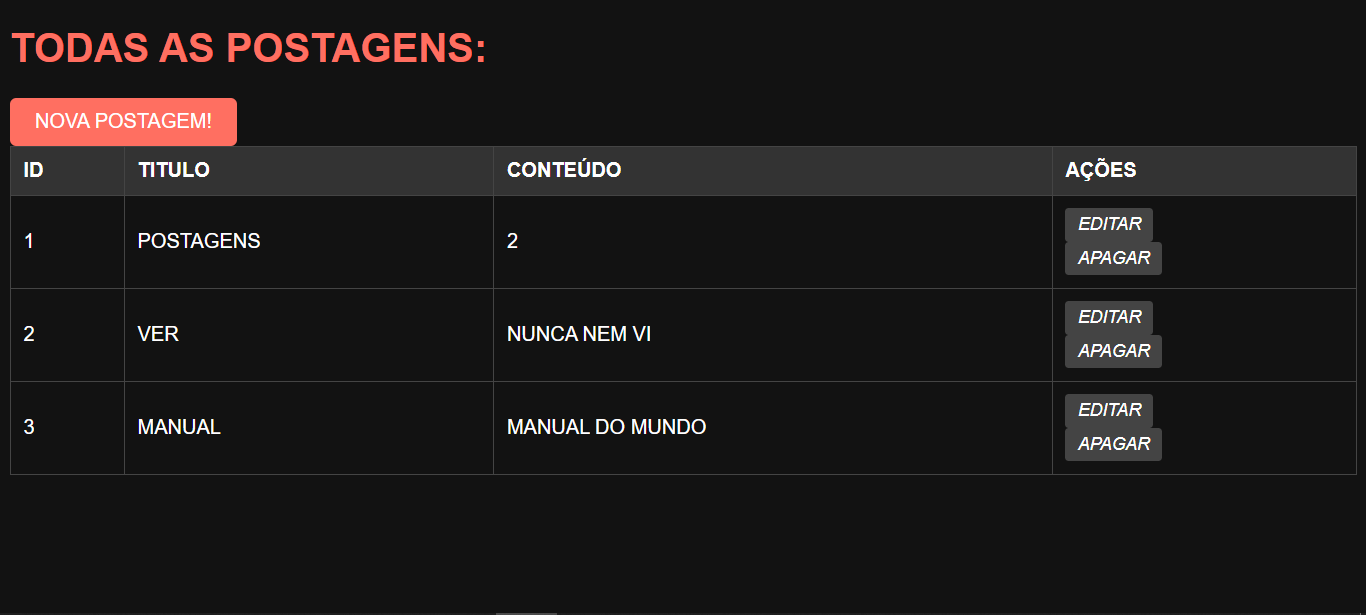 TODAS AS POSTAGENS:
NOVA POSTAGEM!
ID TITULO CONTEÚDO AÇÕES
1 POSTAGENS 2 EDITAR
APAGAR
2 VER NUNCA NEM VI EDITAR
APAGAR
3 MANUAL MANUAL DO MUNDO EDITAR
APAGAR